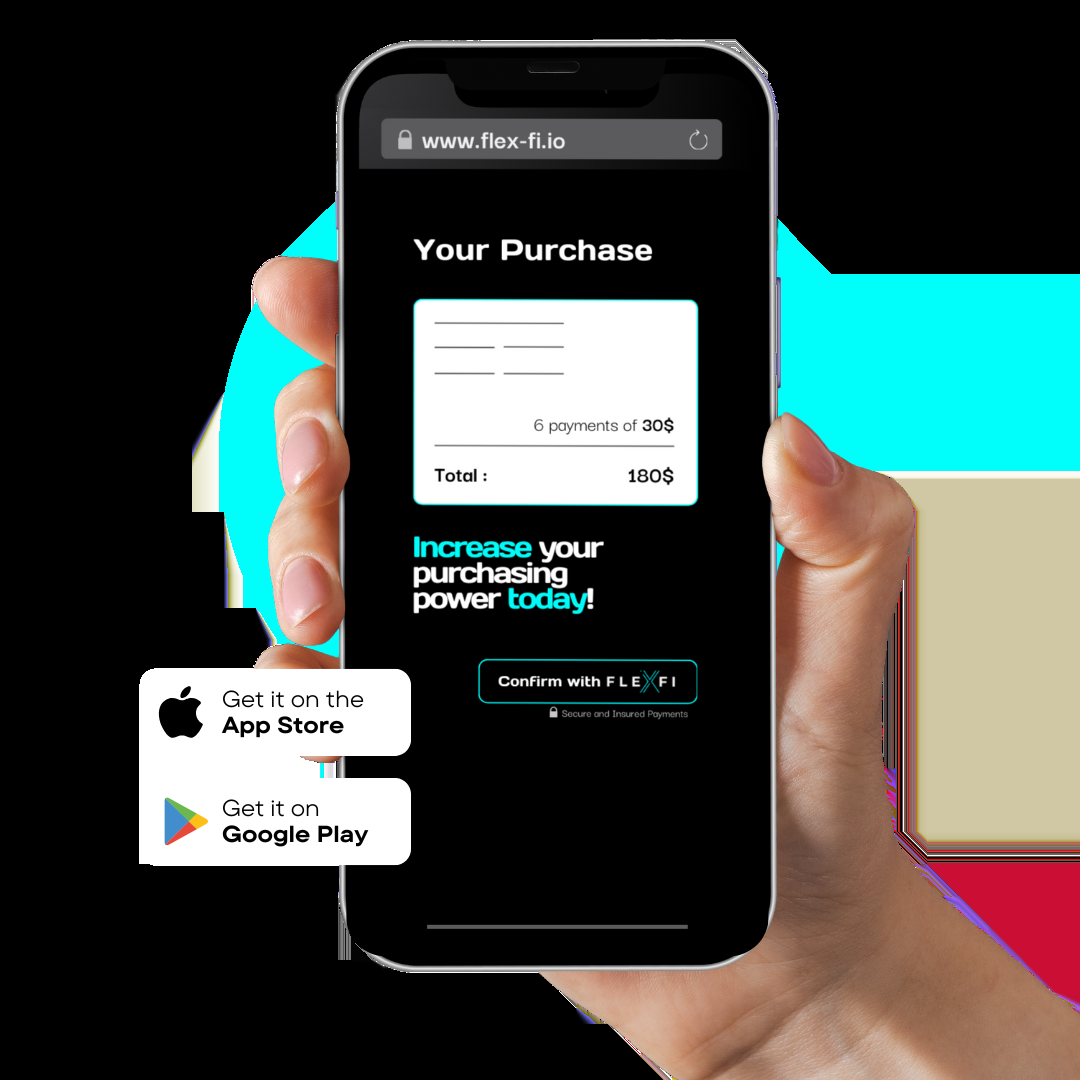 www.flex-fi.io
Your Purchase
6 payments of 30$
Total : 180$
Increase your
purchasing
power today!
Confirm with FLEXFI
Secure and Insured Payments
Get it on the
App Store
Get it on
Google Play